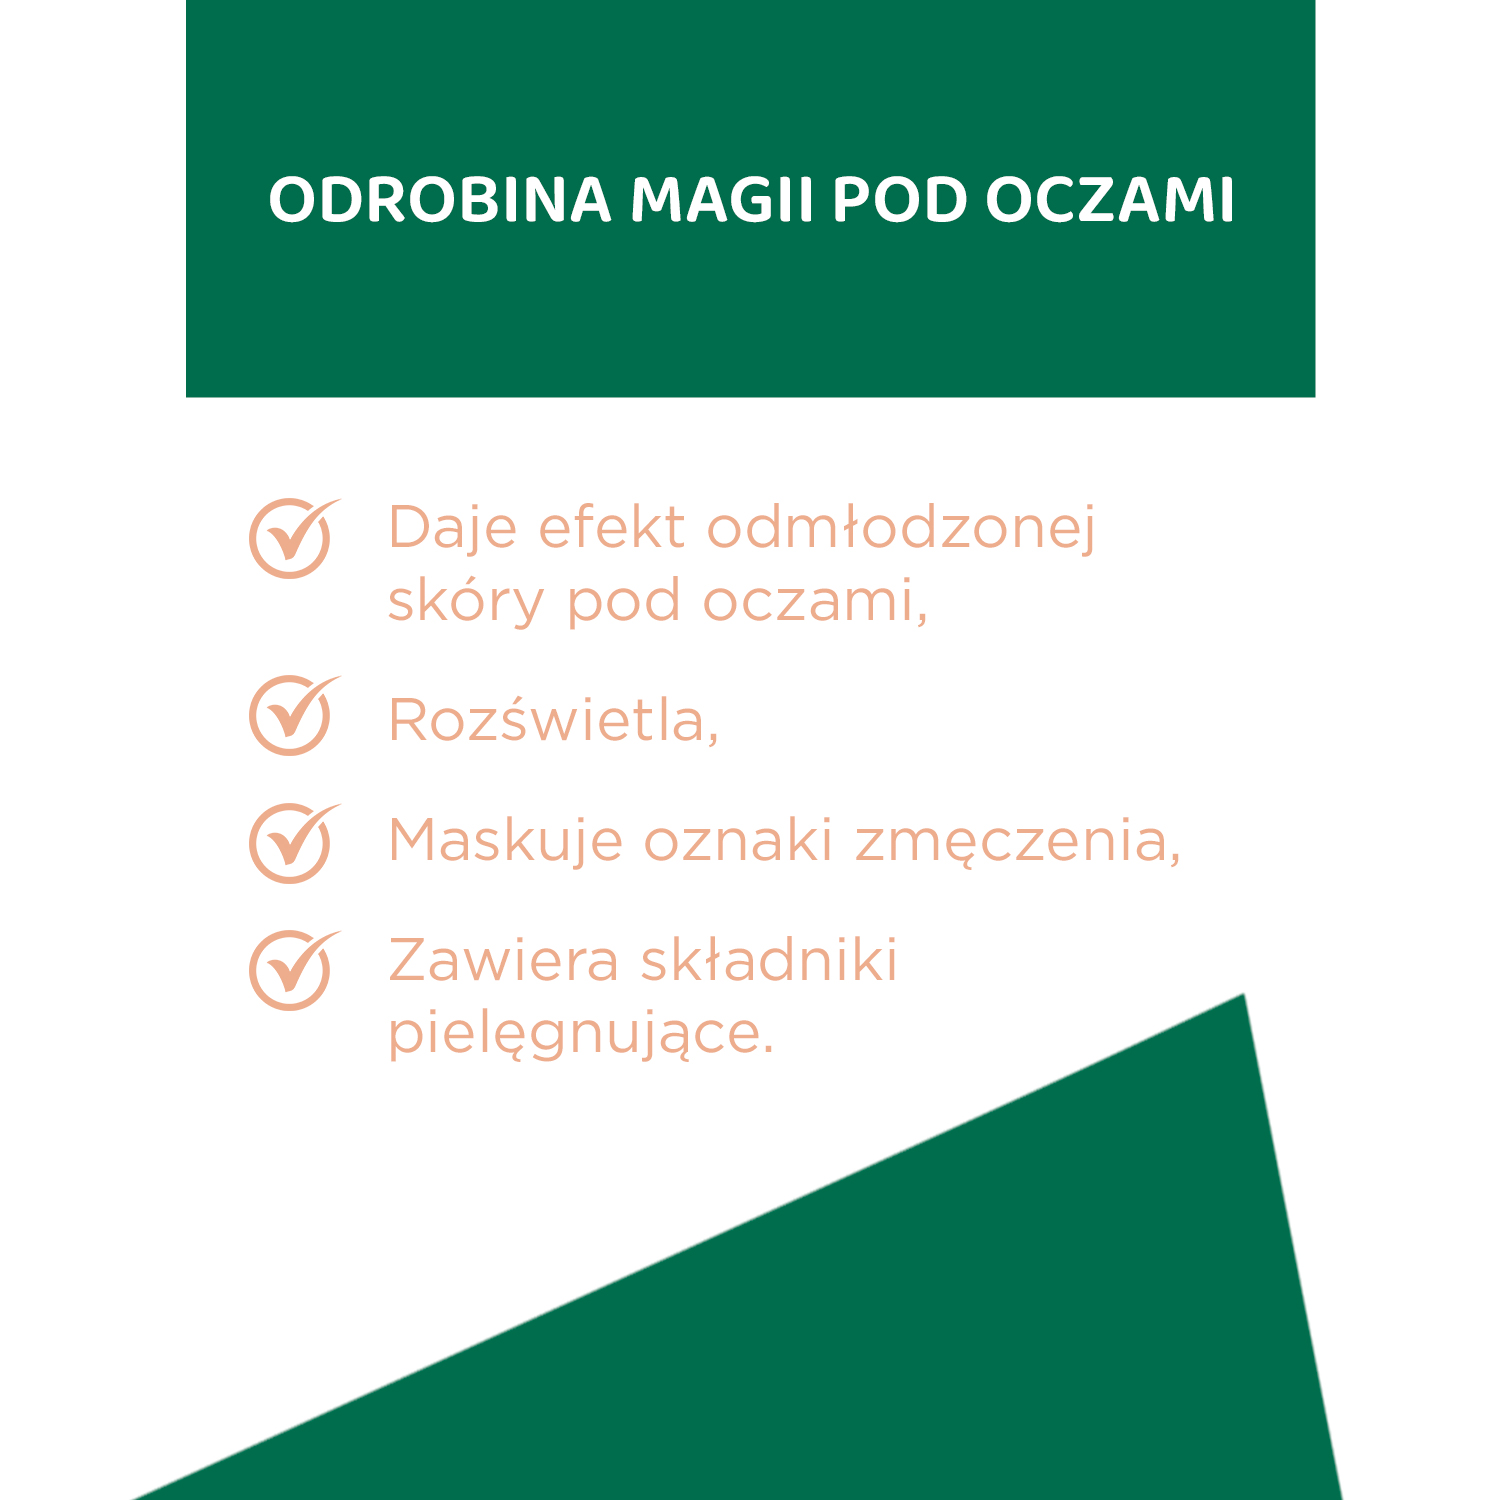 ODROBINA MAGII POD OCZAMI
Daje efekt odmłodzonej
skóry pod oczami,
Rozświetla,
Maskuje oznaki zmęczenia,
Zawiera składniki
pielęgnujące.